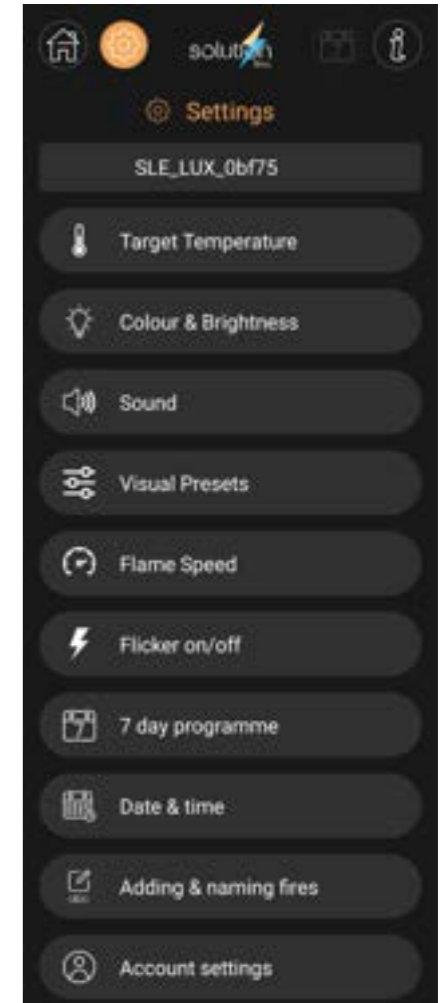 solution
Settings
SLE_LUX_0bf75
Target Temperature
Colour & Brightness
Sound
Visual Presets
Flame Speed
Flicker on/off
7 day programme
Date & time
Adding & naming fires
Account settings